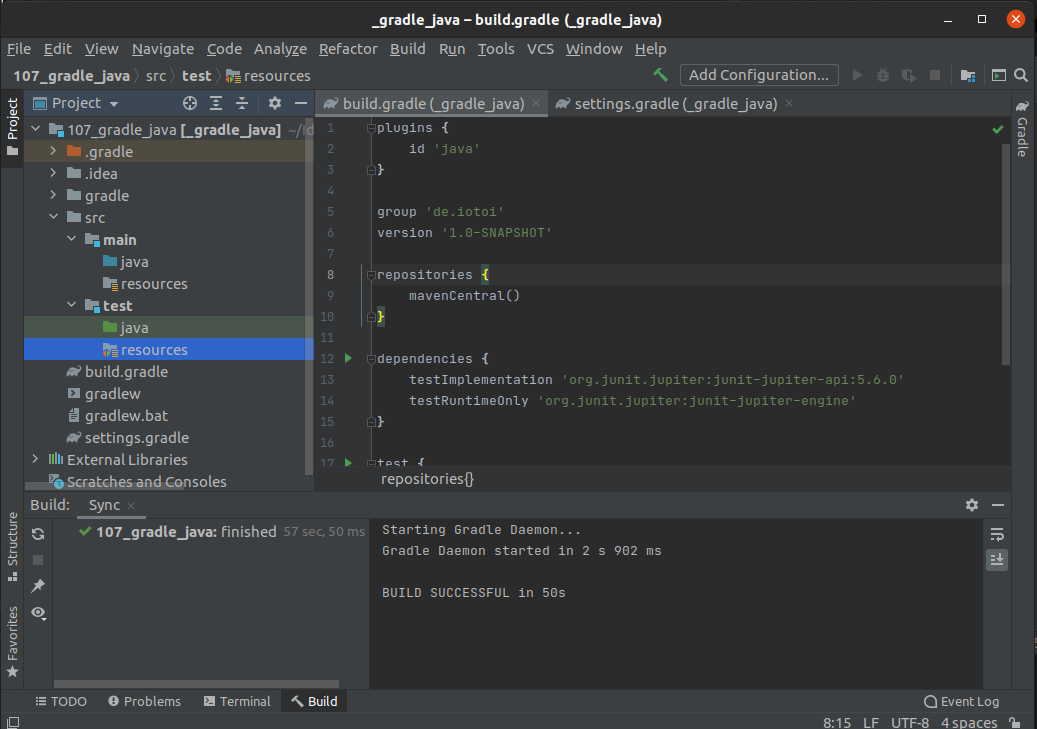 _gradle_java – build.gradle (_gradle_java)
File Edit View Navigate Code Analyze Refactor Build Run Tools VCS Window Help
107_gradle_java src test resources
Add Configuration...
Project
Project
build.gradle (_gradle_java)
settings.gradle (_gradle_java)
Gradle
107_gradle_java [_gradle_java]
.gradle
.idea
gradle
src
main
java
resources
test
java
resources
build.gradle
gradlew
gradlew.bat
settings.gradle
External Libraries
Scratches and Consoles
1 plugins {
2 id 'java'
3 }
4
5 group 'de.iotoi'
6 version '1.0-SNAPSHOT'
7
8 repositories {
9 mavenCentral()
10 }
11
12 dependencies {
13 testImplementation 'org.junit.jupiter:junit-jupiter-api:5.6.0'
14 testRuntimeOnly 'org.junit.jupiter:junit-jupiter-engine'
15 }
16
17 test {
repositories{}
Build: Sync
107_gradle_java: finished 57 sec, 50 ms
Starting Gradle Daemon...
Gradle Daemon started in 2 s 902 ms
BUILD SUCCESSFUL in 50s
Structure
Favorites
TODO Problems Terminal Build Event Log
8:15 LF UTF-8 4 spaces